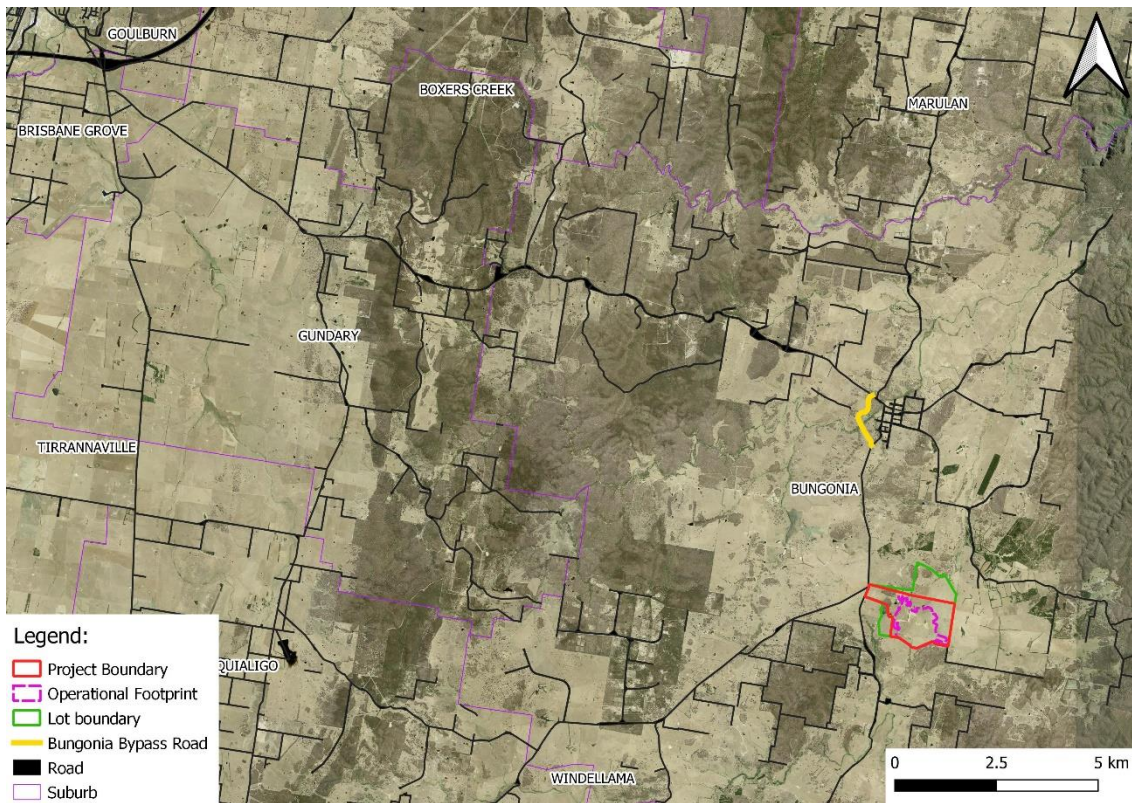 GOULBURN
BOXERS CREEK
MARULAN
BRISBANE GROVE
GUNDARY
TIRRANNAVILLE
BUNGONIA
QUIALIGO
WINDELLAMA
Legend:
Project Boundary
Operational Footprint
Lot boundary
Bungonia Bypass Road
Road
Suburb
0 2.5 5 km